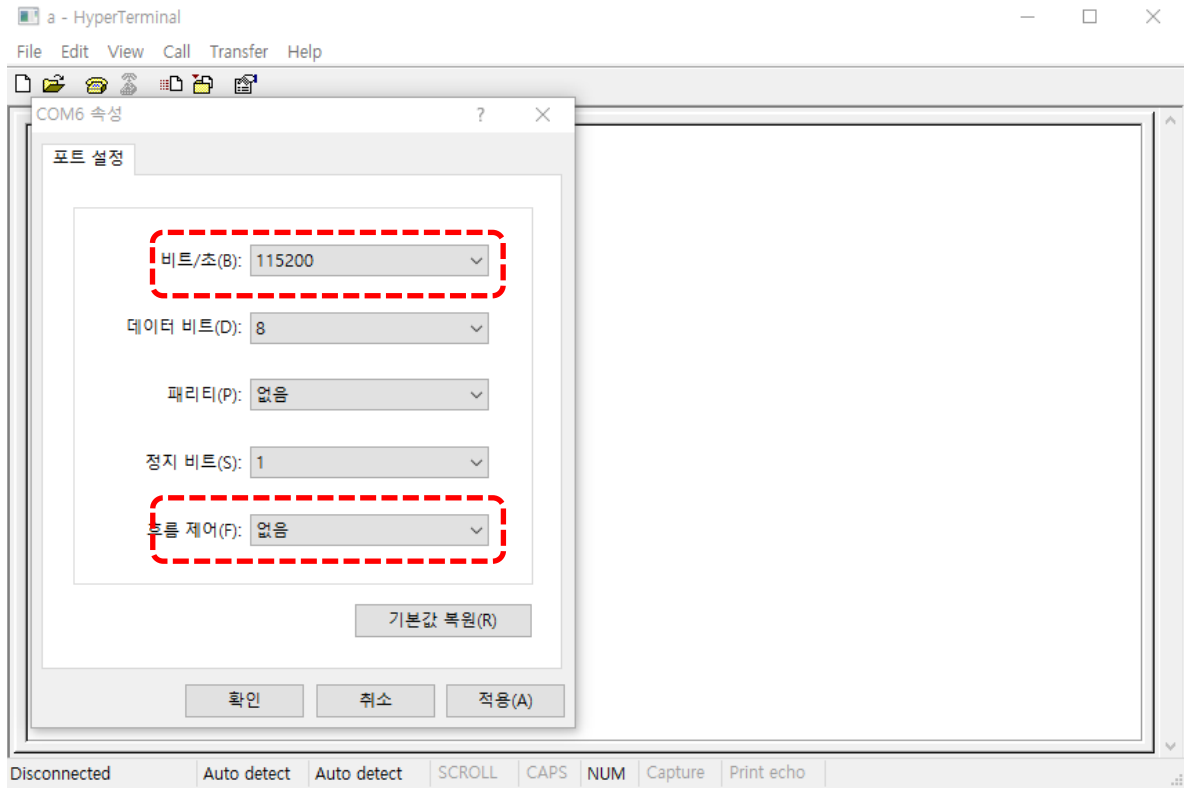 a - HyperTerminal
File Edit View Call Transfer Help
COM6 속성 ?
포트 설정
비트/초(B): 115200
데이터 비트(D): 8
패리티(P): 없음
정지 비트(S): 1
흐름 제어(F): 없음
기본값 복원(R)
확인 취소 적용(A)
Disconnected Auto detect Auto detect SCROLL CAPS NUM Capture Print echo